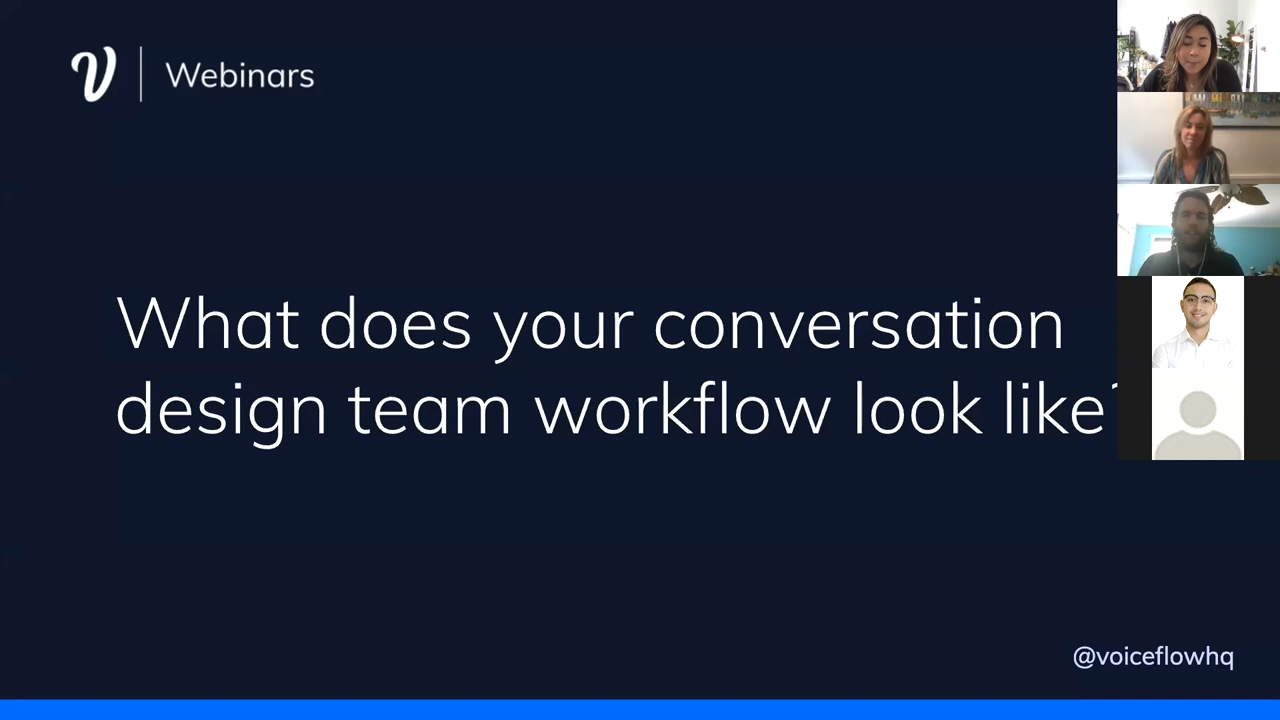 V | Webinars
What does your conversation
design team workflow look like?
@voiceflowhq